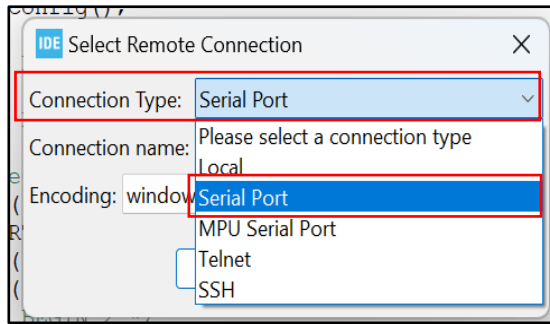 IDE Select Remote Connection
Connection Type: Serial Port
Please select a connection type
Connection name:
Local
Encoding: window
Serial Port
MPU Serial Port
Telnet
SSH